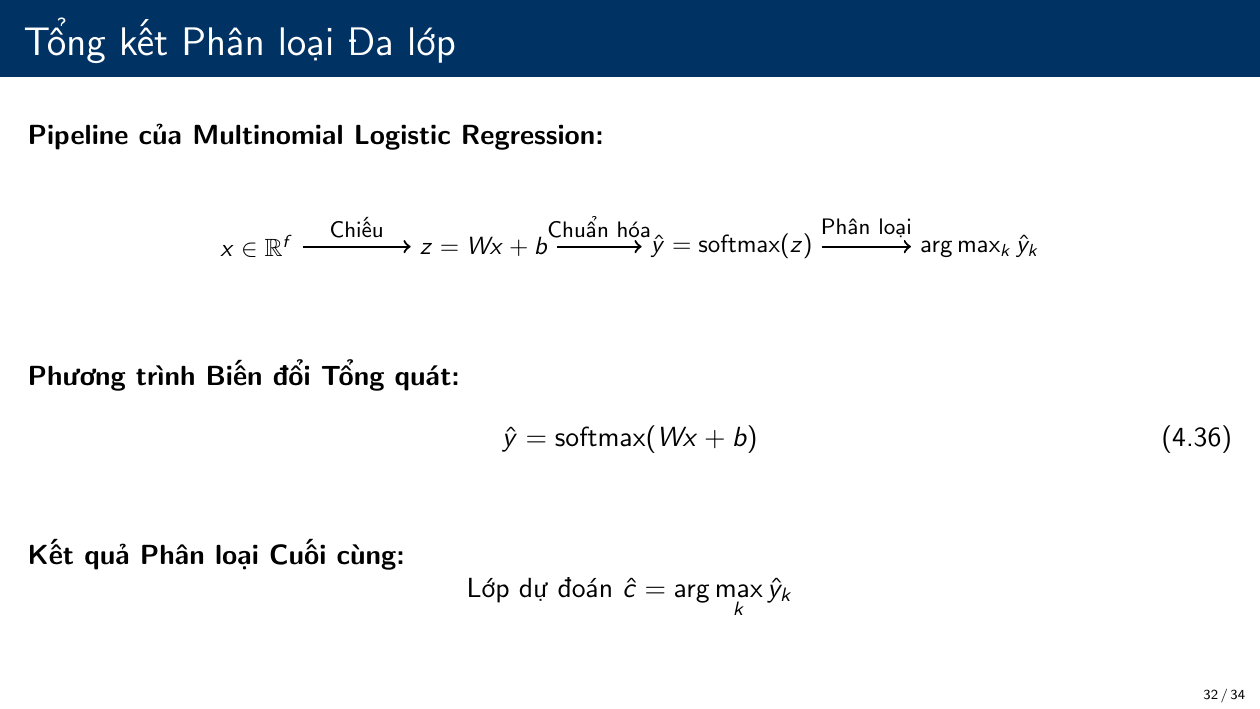 Tổng kết Phân loại Đa lớp
Pipeline của Multinomial Logistic Regression:
x ∈ ℝ^f Chiếu z = Wx + b Chuẩn hóa ŷ = softmax(z) Phân loại arg max_k ŷ_k
Phương trình Biến đổi Tổng quát:
ŷ = softmax(Wx + b) (4.36)
Kết quả Phân loại Cuối cùng:
Lớp dự đoán ĉ = arg max_k ŷ_k
32 / 34